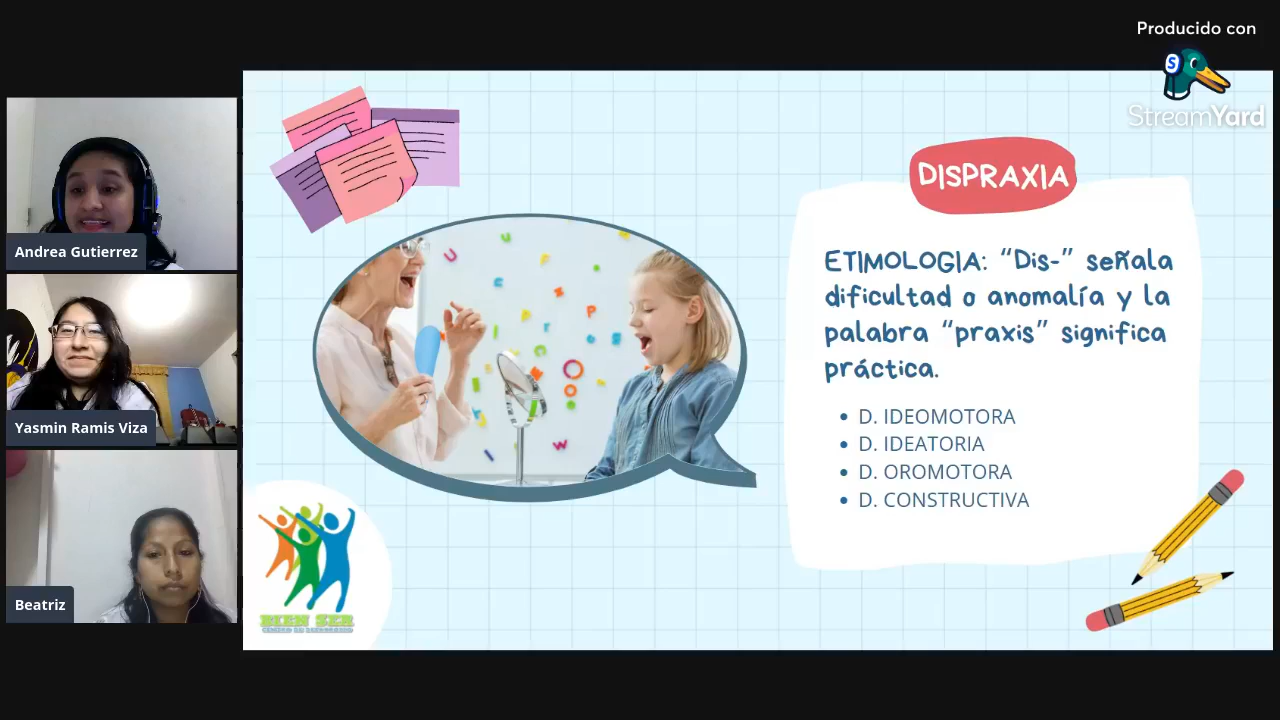 Producido con
StreamYard
Andrea Gutierrez
Yasmin Ramis Viza
Beatriz
DISPRAXIA
ETIMOLOGIA: “Dis-” señala
dificultad o anomalía y la
palabra “praxis” significa
práctica.
• D. IDEOMOTORA
• D. IDEATORIA
• D. OROMOTORA
• D. CONSTRUCTIVA
BIEN SER